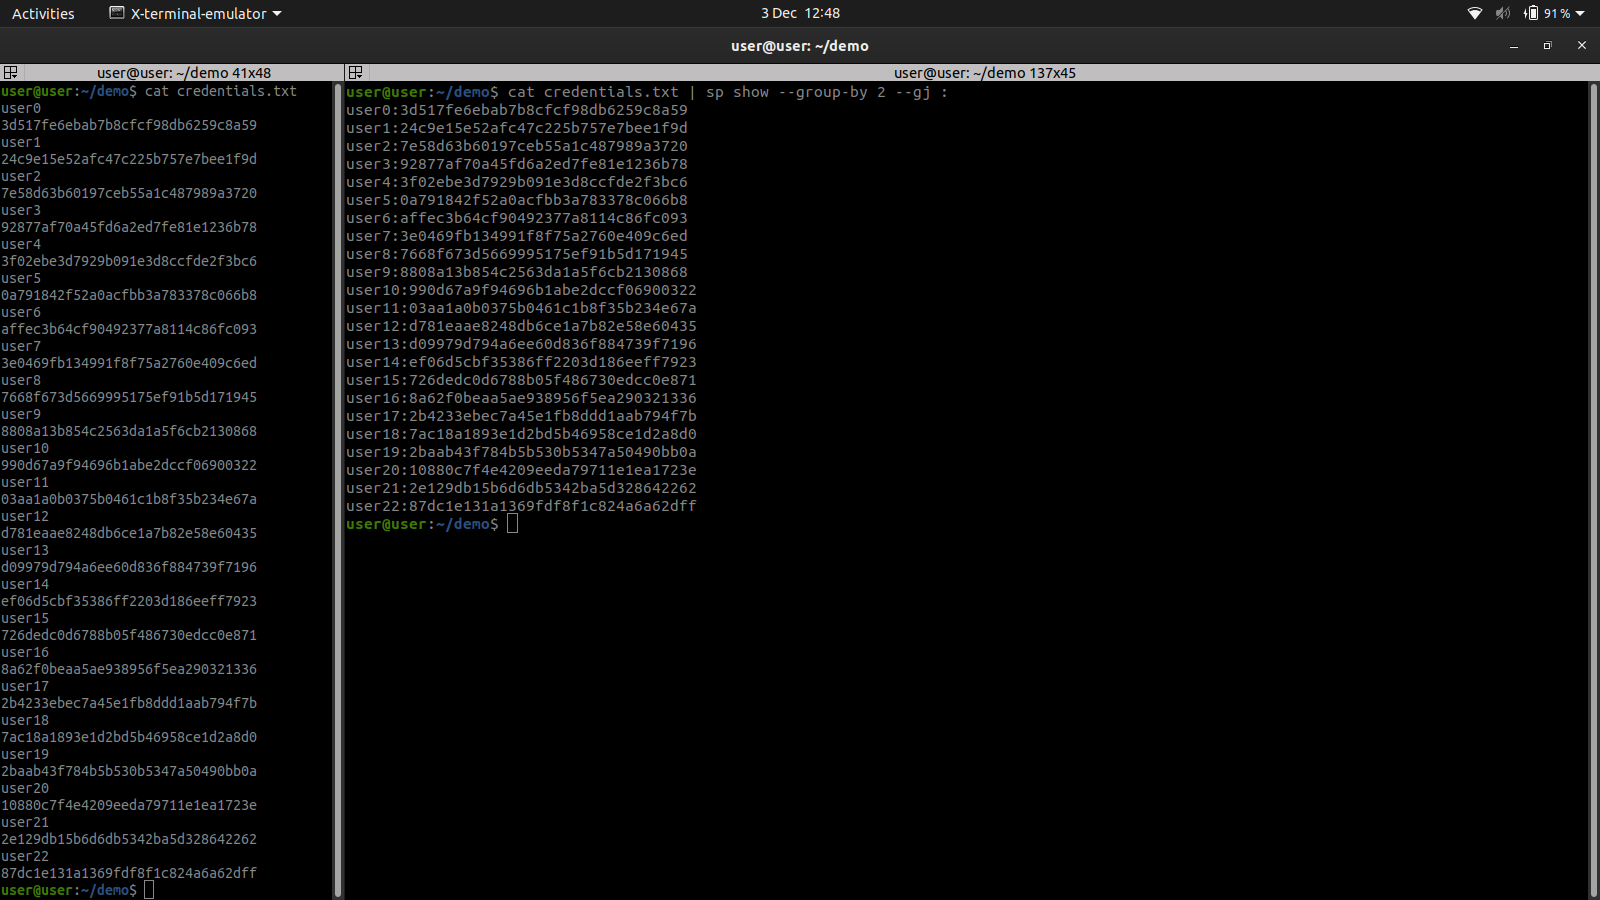 Activities X-terminal-emulator 3 Dec 12:48 91%
user@user: ~/demo
user@user: ~/demo 41x48
user@user:~/demo$ cat credentials.txt
user0
3d517fe6ebab7b8cfcf98db6259c8a59
user1
24c9e15e52afc47c225b757e7bee1f9d
user2
7e58d63b60197ceb55a1c487989a3720
user3
92877af70a45fd6a2ed7fe81e1236b78
user4
3f02ebe3d7929b091e3d8ccfde2f3bc6
user5
0a791842f52a0acfbb3a783378c066b8
user6
affec3b64cf90492377a8114c86fc093
user7
3e0469fb134991f8f75a2760e409c6ed
user8
7668f673d5669995175ef91b5d171945
user9
8808a13b854c2563da1a5f6cb2130868
user10
990d67a9f94696b1abe2dccf06900322
user11
03aa1a0b0375b0461c1b8f35b234e67a
user12
d781eaae8248db6ce1a7b82e58e60435
user13
d09979d794a6ee60d836f884739f7196
user14
ef06d5cbf35386ff2203d186eeff7923
user15
726dedc0d6788b05f486730edcc0e871
user16
8a62f0beaa5ae938956f5ea290321336
user17
2b4233ebec7a45e1fb8ddd1aab794f7b
user18
7ac18a1893e1d2bd5b46958ce1d2a8d0
user19
2baab43f784b5b530b5347a50490bb0a
user20
10880c7f4e4209eeda79711e1ea1723e
user21
2e129db15b6d6db5342ba5d328642262
user22
87dc1e131a1369fdf8f1c824a6a62dff
user@user:~/demo$
user@user: ~/demo 137x45
user@user:~/demo$ cat credentials.txt | sp show --group-by 2 --gj :
user0:3d517fe6ebab7b8cfcf98db6259c8a59
user1:24c9e15e52afc47c225b757e7bee1f9d
user2:7e58d63b60197ceb55a1c487989a3720
user3:92877af70a45fd6a2ed7fe81e1236b78
user4:3f02ebe3d7929b091e3d8ccfde2f3bc6
user5:0a791842f52a0acfbb3a783378c066b8
user6:affec3b64cf90492377a8114c86fc093
user7:3e0469fb134991f8f75a2760e409c6ed
user8:7668f673d5669995175ef91b5d171945
user9:8808a13b854c2563da1a5f6cb2130868
user10:990d67a9f94696b1abe2dccf06900322
user11:03aa1a0b0375b0461c1b8f35b234e67a
user12:d781eaae8248db6ce1a7b82e58e60435
user13:d09979d794a6ee60d836f884739f7196
user14:ef06d5cbf35386ff2203d186eeff7923
user15:726dedc0d6788b05f486730edcc0e871
user16:8a62f0beaa5ae938956f5ea290321336
user17:2b4233ebec7a45e1fb8ddd1aab794f7b
user18:7ac18a1893e1d2bd5b46958ce1d2a8d0
user19:2baab43f784b5b530b5347a50490bb0a
user20:10880c7f4e4209eeda79711e1ea1723e
user21:2e129db15b6d6db5342ba5d328642262
user22:87dc1e131a1369fdf8f1c824a6a62dff
user@user:~/demo$